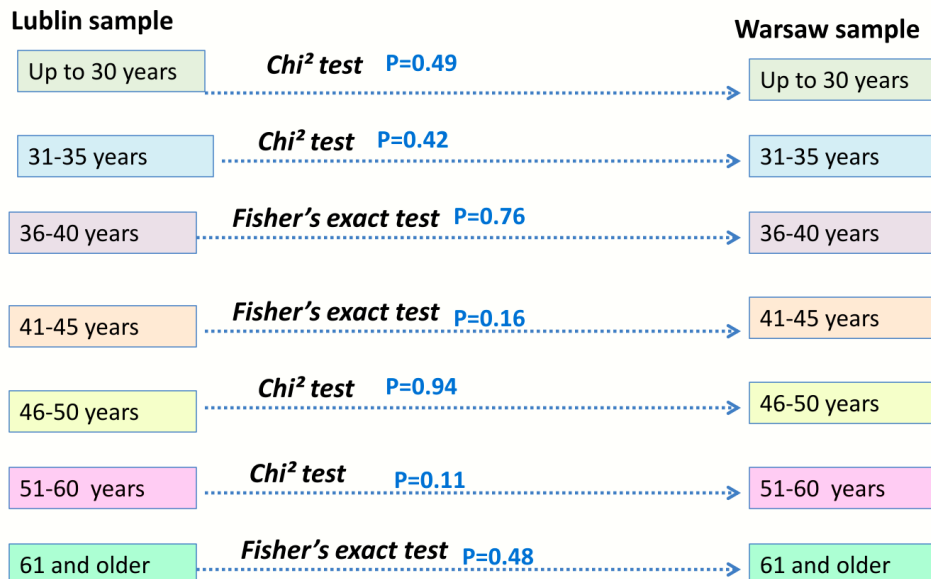 Lublin sample
Warsaw sample
Up to 30 years
Chi² test P=0.49
Up to 30 years
31-35 years
Chi² test P=0.42
31-35 years
36-40 years
Fisher's exact test P=0.76
36-40 years
41-45 years
Fisher's exact test P=0.16
41-45 years
46-50 years
Chi² test P=0.94
46-50 years
51-60 years
Chi² test P=0.11
51-60 years
61 and older
Fisher's exact test P=0.48
61 and older